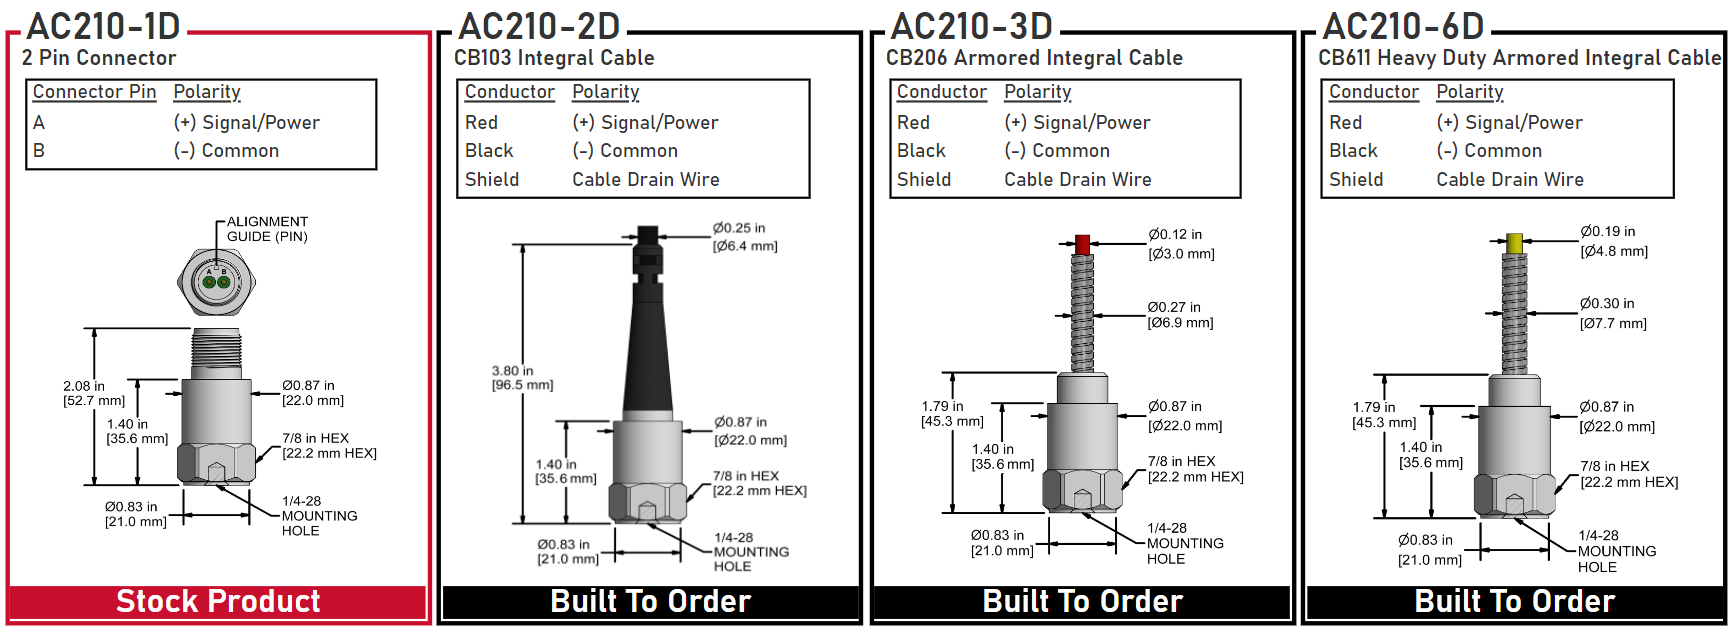 AC210-1D
2 Pin Connector
Connector Pin Polarity
A (+) Signal/Power
B (-) Common
ALIGNMENT
GUIDE (PIN)
A B
2.08 in
[52.7 mm]
1.40 in
[35.6 mm]
Ø0.87 in
[22.0 mm]
7/8 in HEX
[22.2 mm HEX]
Ø0.83 in
[21.0 mm]
1/4-28
MOUNTING
HOLE
Stock Product
AC210-2D
CB103 Integral Cable
Conductor Polarity
Red (+) Signal/Power
Black (-) Common
Shield Cable Drain Wire
Ø0.25 in
[Ø6.4 mm]
3.80 in
[96.5 mm]
Ø0.87 in
[Ø22.0 mm]
1.40 in
[35.6 mm]
7/8 in HEX
[22.2 mm HEX]
Ø0.83 in
[21.0 mm]
1/4-28
MOUNTING
HOLE
Built To Order
AC210-3D
CB206 Armored Integral Cable
Conductor Polarity
Red (+) Signal/Power
Black (-) Common
Shield Cable Drain Wire
Ø0.12 in
[Ø3.0 mm]
Ø0.27 in
[Ø6.9 mm]
1.79 in
[45.3 mm]
Ø0.87 in
[Ø22.0 mm]
1.40 in
[35.6 mm]
7/8 in HEX
[22.2 mm HEX]
Ø0.83 in
[21.0 mm]
1/4-28
MOUNTING
HOLE
Built To Order
AC210-6D
CB611 Heavy Duty Armored Integral Cable
Conductor Polarity
Red (+) Signal/Power
Black (-) Common
Shield Cable Drain Wire
Ø0.19 in
[Ø4.8 mm]
Ø0.30 in
[Ø7.7 mm]
1.79 in
[45.3 mm]
Ø0.87 in
[Ø22.0 mm]
1.40 in
[35.6 mm]
7/8 in HEX
[22.2 mm HEX]
Ø0.83 in
[21.0 mm]
1/4-28
MOUNTING
HOLE
Built To Order